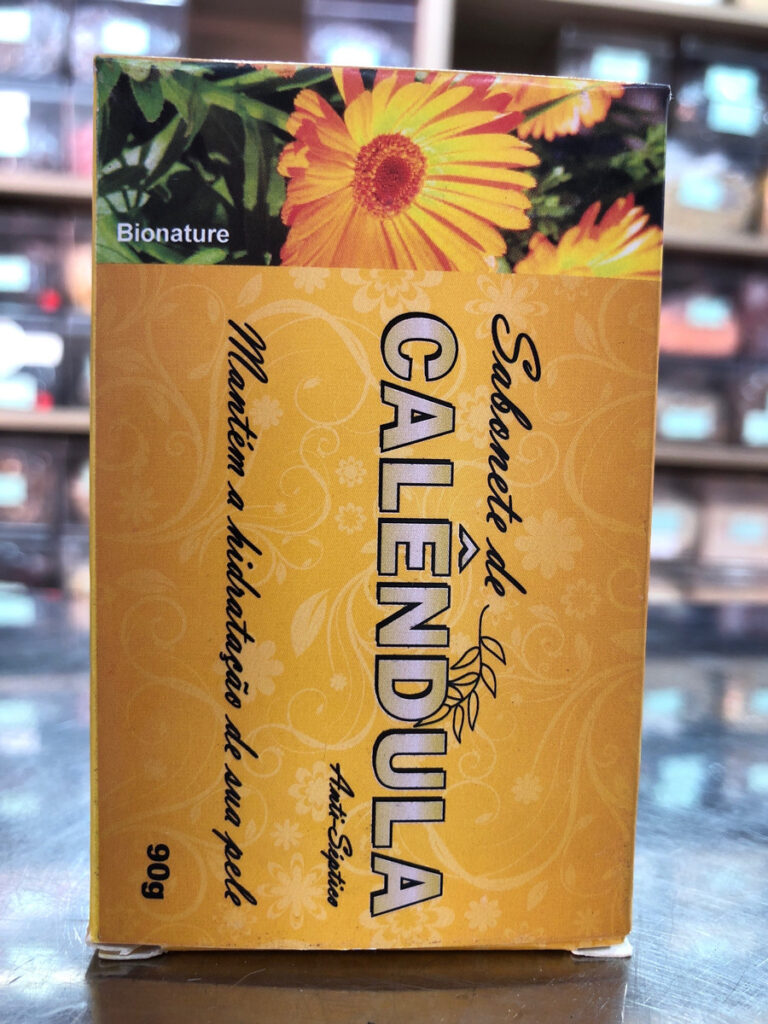 Bionature
Sabonete de
CALÊNDULA
Anti-Séptico
Mantém a hidratação de sua pele
90g